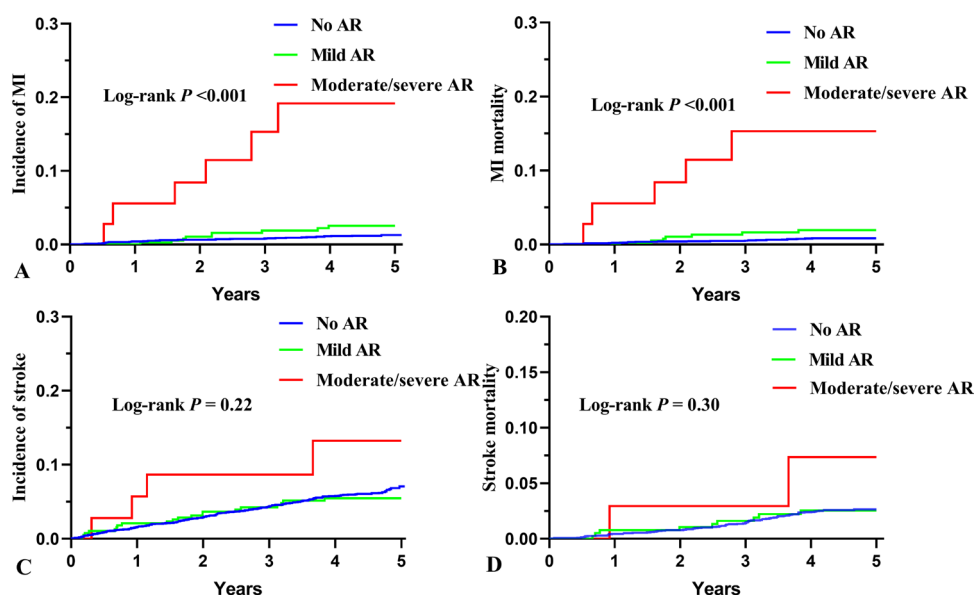 0.3
0.2
0.1
0.0
Incidence of MI
No AR
Mild AR
Moderate/severe AR
Log-rank P <0.001
0 1 2 3 4 5
Years
A
0.3
0.2
0.1
0.0
MI mortality
No AR
Mild AR
Moderate/severe AR
Log-rank P <0.001
0 1 2 3 4 5
Years
B
0.3
0.2
0.1
0.0
Incidence of stroke
No AR
Mild AR
Moderate/severe AR
Log-rank P = 0.22
0 1 2 3 4 5
Years
C
0.20
0.15
0.10
0.05
0.00
Stroke mortality
No AR
Mild AR
Moderate/severe AR
Log-rank P = 0.30
0 1 2 3 4 5
Years
D